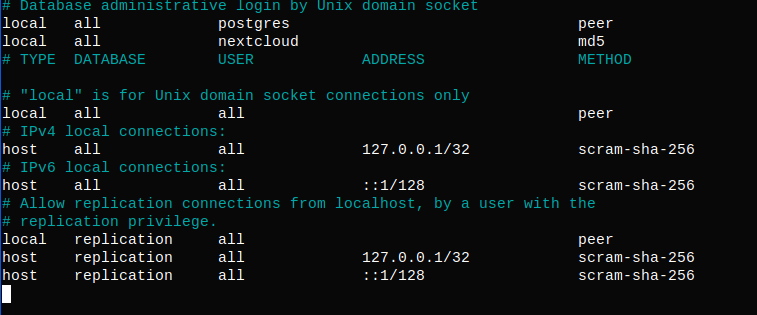 # Database administrative login by Unix domain socket
local   all             postgres                                peer
local   all             nextcloud                               md5
# TYPE  DATABASE        USER            ADDRESS                 METHOD

# "local" is for Unix domain socket connections only
local   all             all                                     peer
# IPv4 local connections:
host    all             all             127.0.0.1/32            scram-sha-256
# IPv6 local connections:
host    all             all             ::1/128                 scram-sha-256
# Allow replication connections from localhost, by a user with the
# replication privilege.
local   replication     all                                     peer
host    replication     all             127.0.0.1/32            scram-sha-256
host    replication     all             ::1/128                 scram-sha-256